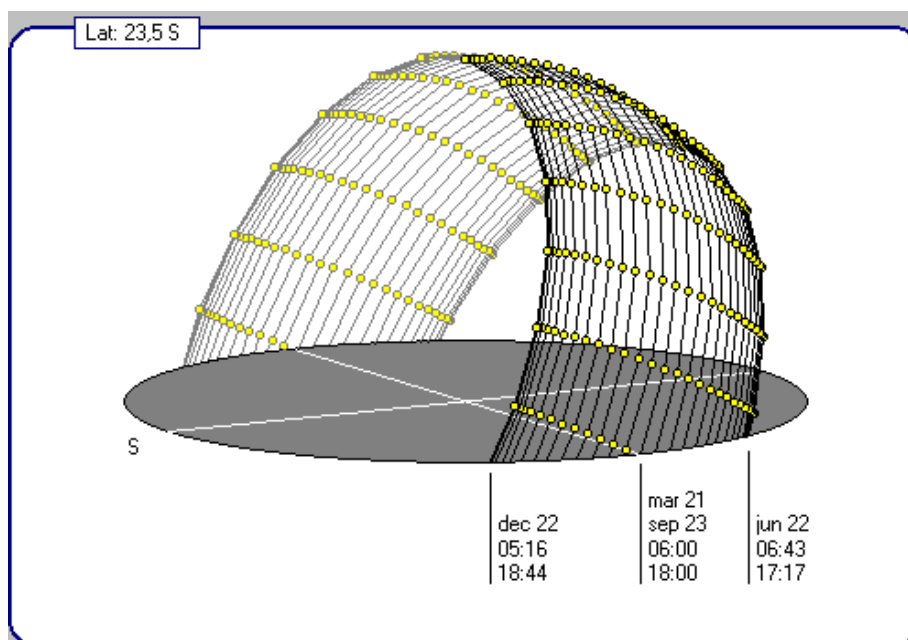 Lat: 23,5 S
S
dec 22
05:16
18:44
mar 21
sep 23
06:00
18:00
jun 22
06:43
17:17